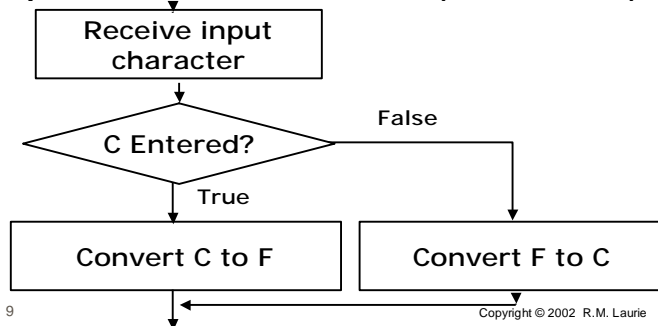 Receive input
character
C Entered?
False
True
Convert C to F
Convert F to C
9
Copyright © 2002 R.M. Laurie